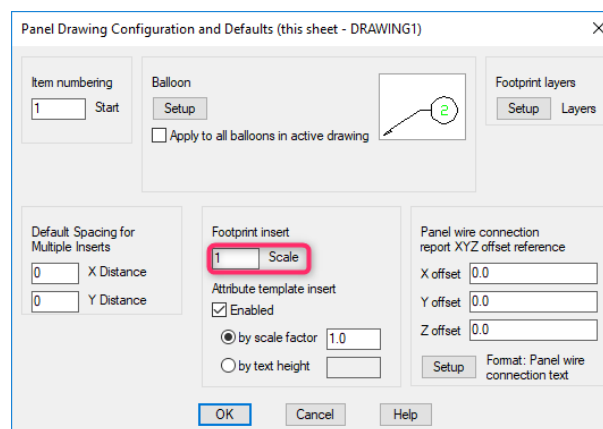 Panel Drawing Configuration and Defaults (this sheet - DRAWING1)
Item numbering
1 Start
Balloon
Setup
Apply to all balloons in active drawing
2
Footprint layers
Setup Layers
Default Spacing for
Multiple Inserts
0 X Distance
0 Y Distance
Footprint insert
1 Scale
Attribute template insert
Enabled
by scale factor 1.0
by text height
Panel wire connection
report XYZ offset reference
X offset 0.0
Y offset 0.0
Z offset 0.0
Setup
Format: Panel wire
connection text
OK Cancel Help